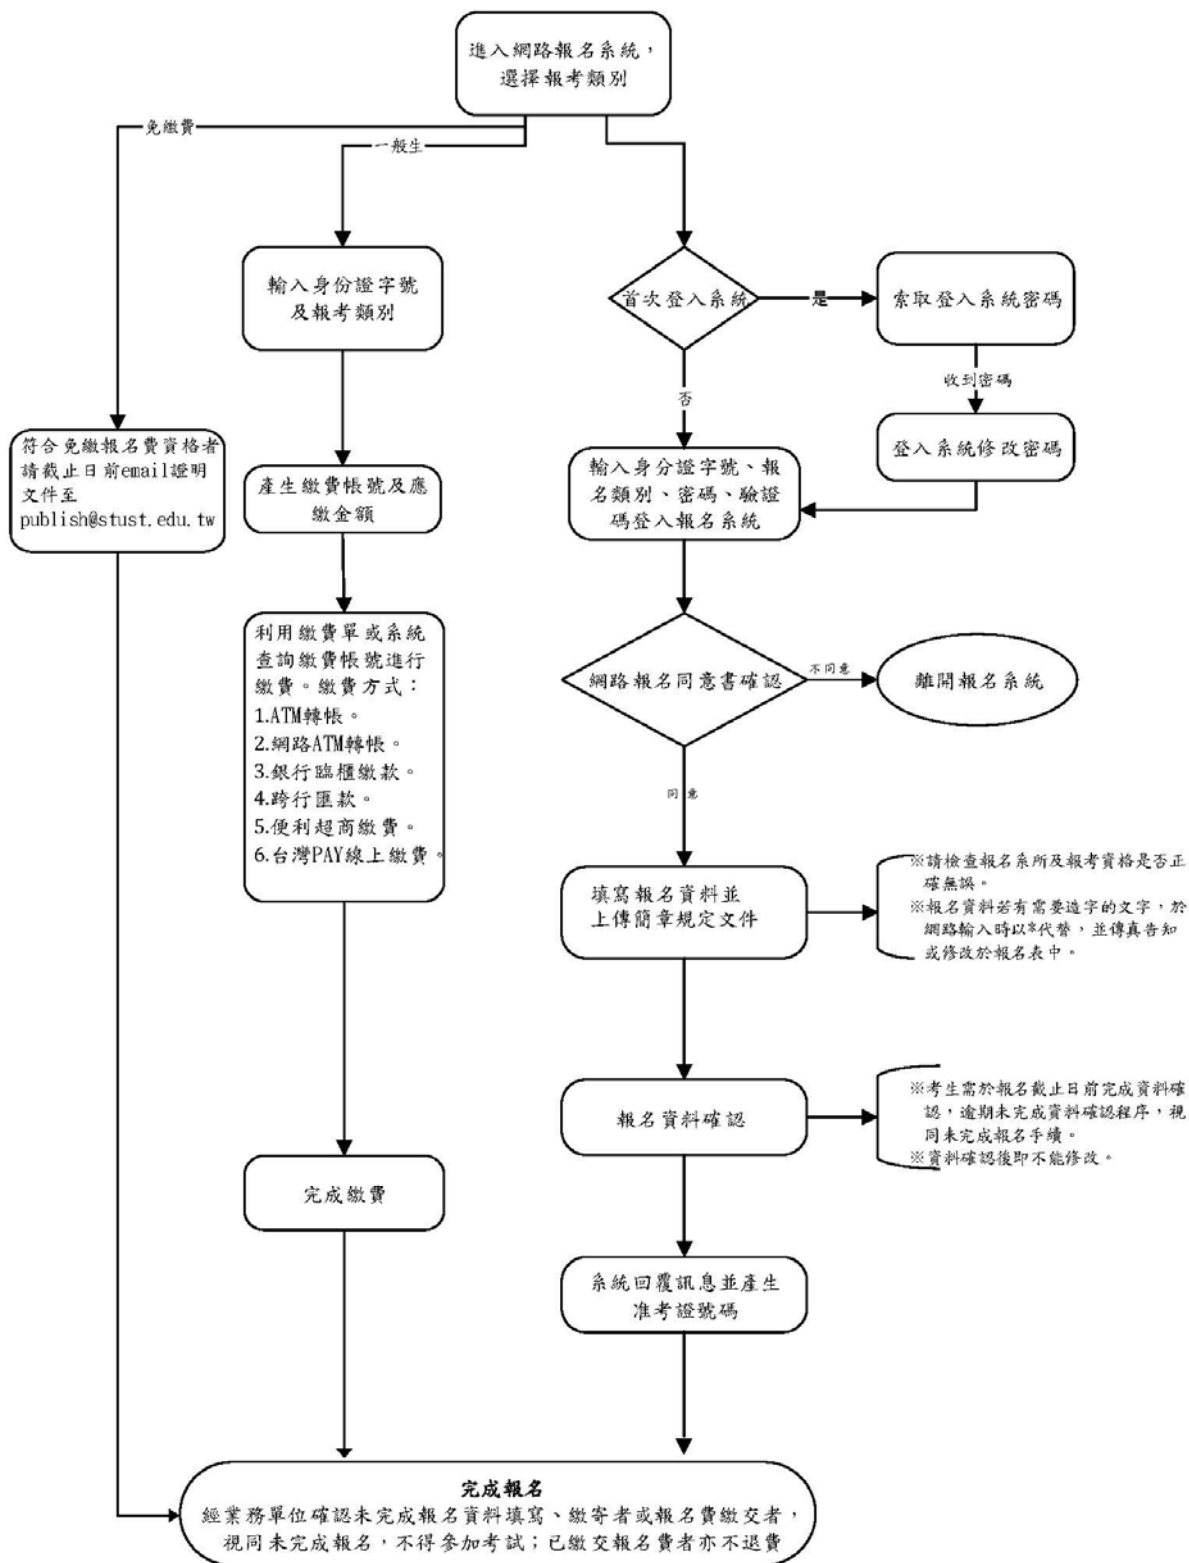 進入網路報名系統，
選擇報考類別
免繳費
一般生
輸入身份證字號
及報考類別
首次登入系統
是
索取登入系統密碼
收到密碼
否
登入系統修改密碼
符合免繳報名費資格者
請截止日前email證明
文件至
publish@stust.edu.tw
產生繳費帳號及應
繳金額
輸入身分證字號、報
名類別、密碼、驗證
碼登入報名系統
利用繳費單或系統
查詢繳費帳號進行
繳費。繳費方式：
1.ATM轉帳。
2.網路ATM轉帳。
3.銀行臨櫃繳款。
4.跨行匯款。
5.便利超商繳費。
6.台灣PAY線上繳費。
網路報名同意書確認
不同意
離開報名系統
同意
填寫報名資料並
上傳簡章規定文件
※請檢查報名系所及報考資格是否正
確無誤。
※報名資料若有需要造字的文字，於
網路輸入時以*代替，並傳真告知
或修改於報名表中。
報名資料確認
※考生需於報名截止日前完成資料確
認，逾期未完成資料確認程序，視
同未完成報名手續。
※資料確認後即不能修改。
完成繳費
系統回覆訊息並產生
准考證號碼
完成報名
經業務單位確認未完成報名資料填寫、繳寄者或報名費繳交者，
視同未完成報名，不得參加考試；已繳交報名費者亦不退費